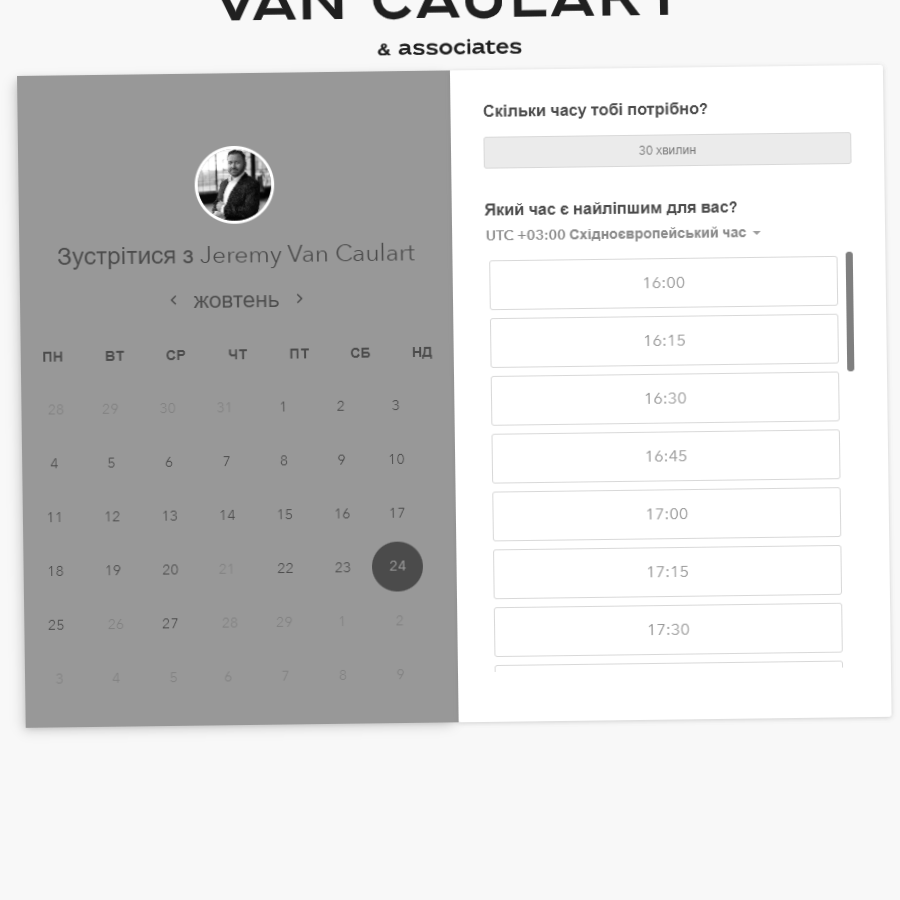 VAN CAULART
& associates
Зустрітися з Jeremy Van Caulart
жовтень
ПН ВТ СР ЧТ ПТ СБ НД
28 29 30 31 1 2 3
4 5 6 7 8 9 10
11 12 13 14 15 16 17
18 19 20 21 22 23 24
25 26 27 28 29 1 2
3 4 5 6 7 8 9
Скільки часу тобі потрібно?
30 хвилин
Який час є найліпшим для вас?
UTC +03:00 Східноєвропейський час
16:00
16:15
16:30
16:45
17:00
17:15
17:30